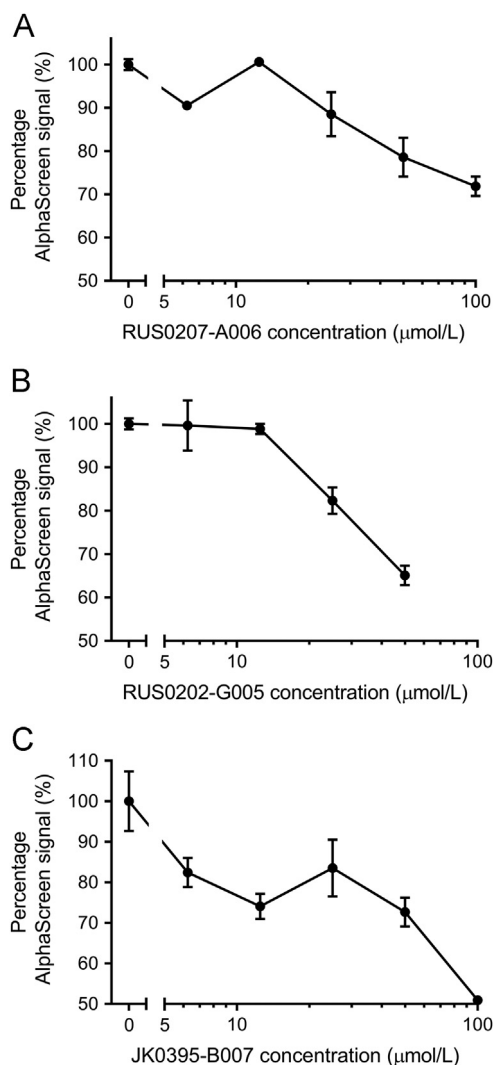 A
Percentage
AlphaScreen signal (%)
100
90
80
70
60
50
0 5 10 100
RUS0207-A006 concentration (μmol/L)
B
Percentage
AlphaScreen signal (%)
100
90
80
70
60
50
0 5 10 100
RUS0202-G005 concentration (μmol/L)
C
Percentage
AlphaScreen signal (%)
110
100
90
80
70
60
50
0 5 10 100
JK0395-B007 concentration (μmol/L)